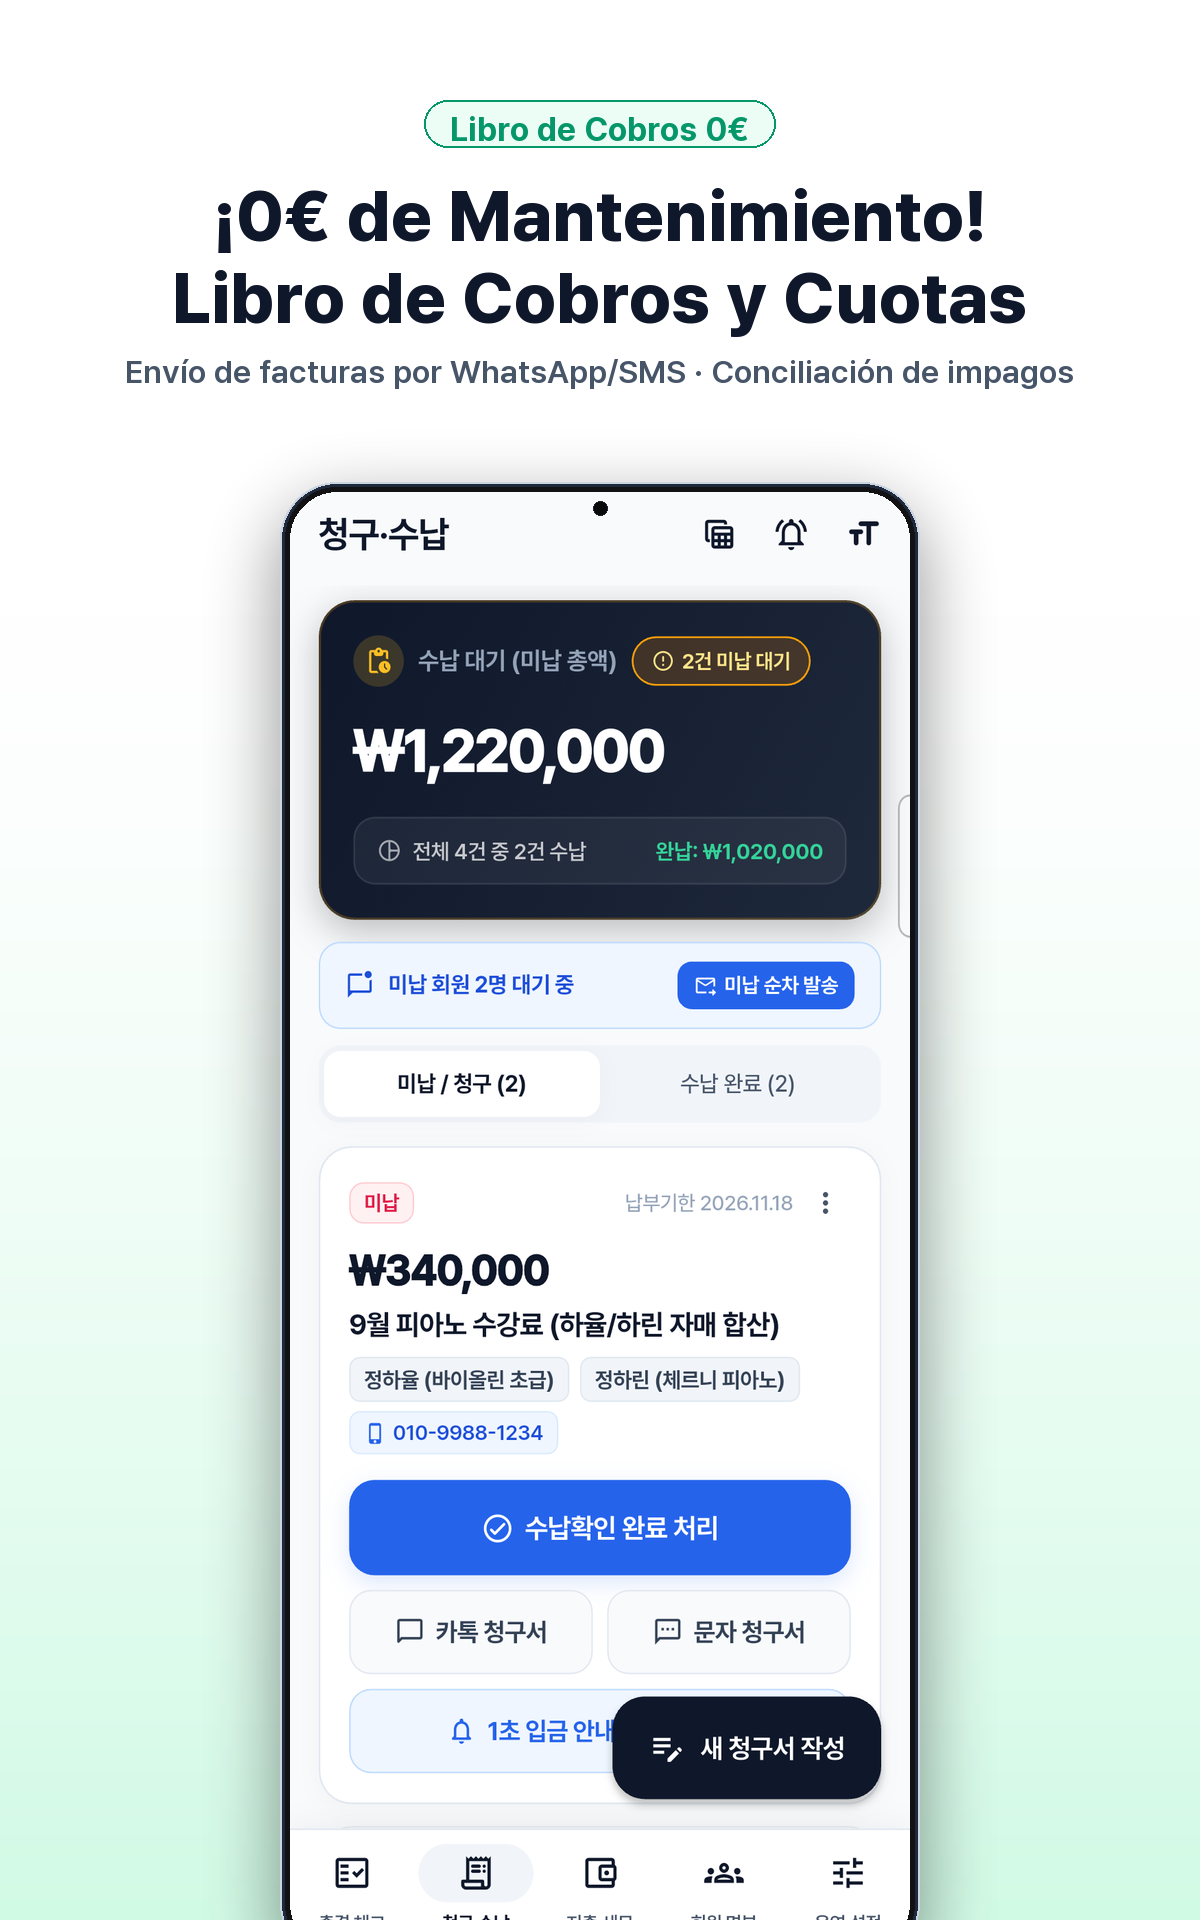 Libro de Cobros 0€
¡0€ de Mantenimiento!
Libro de Cobros y Cuotas
Envío de facturas por WhatsApp/SMS · Conciliación de impagos
청구·수납
수납 대기 (미납 총액)
2건 미납 대기
₩1,220,000
전체 4건 중 2건 수납
완납: ₩1,020,000
미납 회원 2명 대기 중
미납 순차 발송
미납 / 청구 (2)
수납 완료 (2)
미납
납부기한 2026.11.18
₩340,000
9월 피아노 수강료 (하율/하린 자매 합산)
정하율 (바이올린 초급)
정하린 (체르니 피아노)
010-9988-1234
수납확인 완료 처리
카톡 청구서
문자 청구서
1초 입금 안내
새 청구서 작성